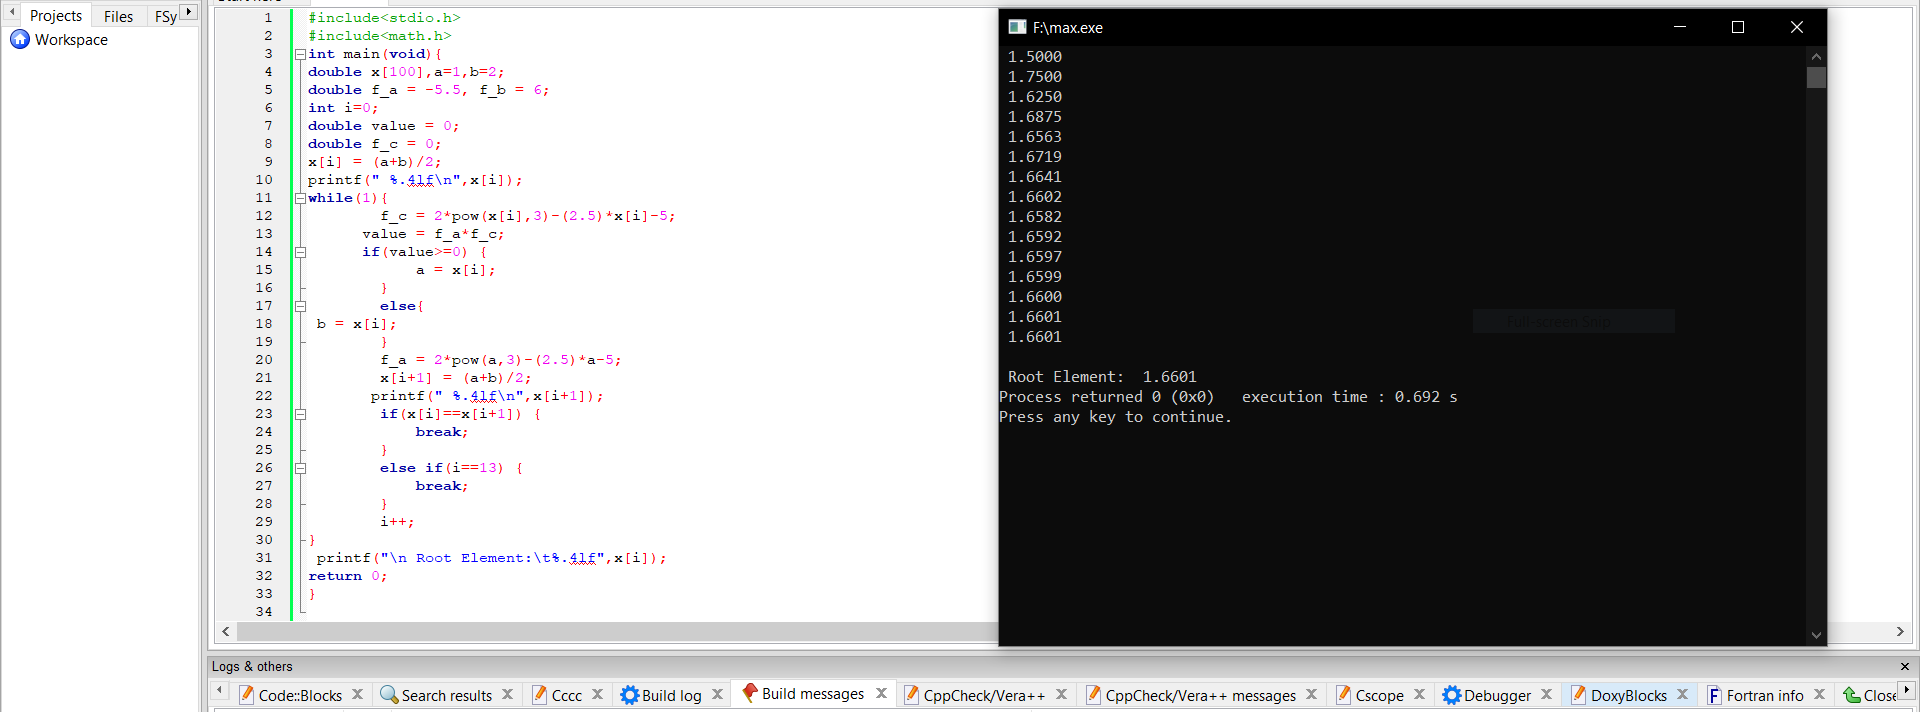 Projects Files FSy
Workspace
1 #include<stdio.h>
2 #include<math.h>
3 int main(void){
4 double x[100],a=1,b=2;
5 double f_a = -5.5, f_b = 6;
6 int i=0;
7 double value = 0;
8 double f_c = 0;
9 x[i] = (a+b)/2;
10 printf(" %.4lf\n",x[i]);
11 while(1){
12 f_c = 2*pow(x[i],3)-(2.5)*x[i]-5;
13 value = f_a*f_c;
14 if(value>=0) {
15 a = x[i];
16 }
17 else{
18 b = x[i];
19 }
20 f_a = 2*pow(a,3)-(2.5)*a-5;
21 x[i+1] = (a+b)/2;
22 printf(" %.4lf\n",x[i+1]);
23 if(x[i]==x[i+1]) {
24 break;
25 }
26 else if(i==13) {
27 break;
28 }
29 i++;
30 }
31 printf("\n Root Element:\t%.4lf",x[i]);
32 return 0;
33 }
34
F:\max.exe
1.5000
1.7500
1.6250
1.6875
1.6563
1.6719
1.6641
1.6602
1.6582
1.6592
1.6597
1.6599
1.6600
1.6601
1.6601
Root Element: 1.6601
Process returned 0 (0x0) execution time : 0.692 s
Press any key to continue.
Full-screen Snip
Logs & others
Code::Blocks Search results Cccc Build log Build messages CppCheck/Vera++ CppCheck/Vera++ messages Cscope Debugger DoxyBlocks Fortran info Close